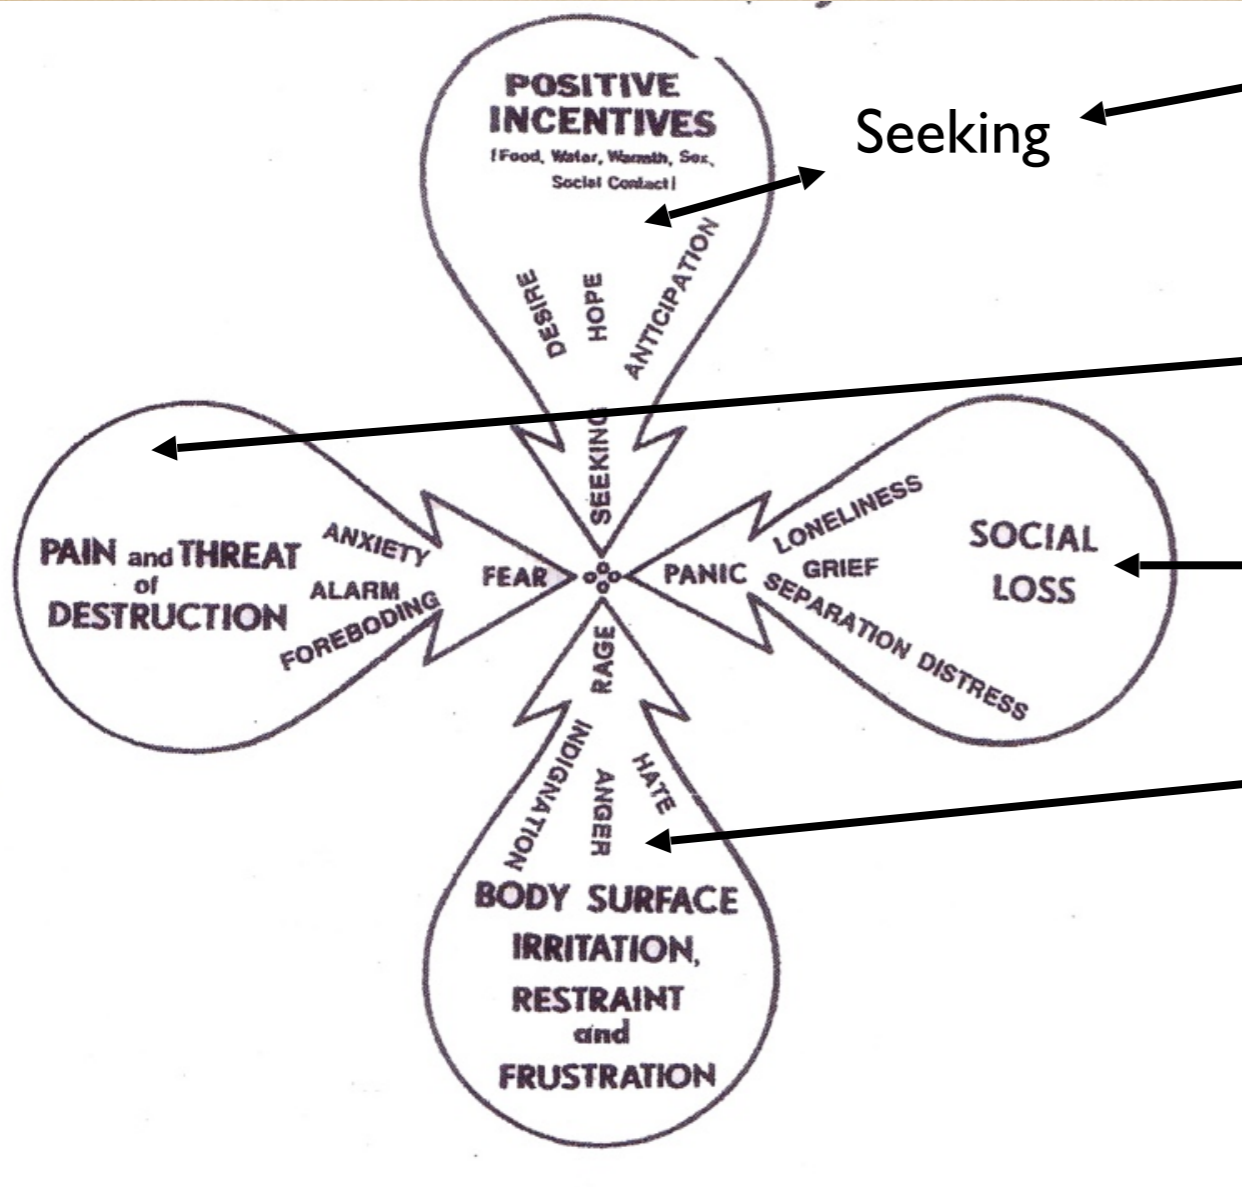 POSITIVE
INCENTIVES
(Food, Water, Warmth, Sex,
Social Contact)
Seeking
DESIRE
HOPE
ANTICIPATION
SEEKING
PAIN and THREAT
of
DESTRUCTION
ANXIETY
ALARM
FOREBODING
FEAR
PANIC
LONELINESS
GRIEF
SEPARATION DISTRESS
SOCIAL
LOSS
RAGE
INDIGNATION
ANGER
HATE
BODY SURFACE
IRRITATION,
RESTRAINT
and
FRUSTRATION